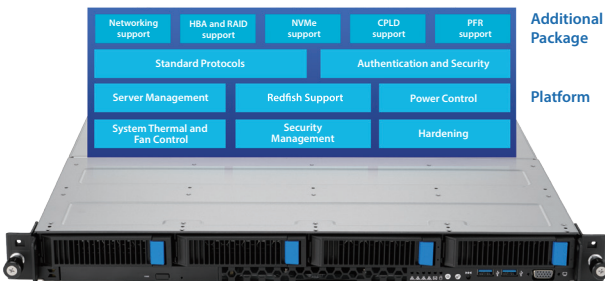 Networking
support
HBA and RAID
support
NVMe
support
CPLD
support
PFR
support
Additional
Package
Standard Protocols
Authentication and Security
Server Management
Redfish Support
Power Control
Platform
System Thermal and
Fan Control
Security
Management
Hardening